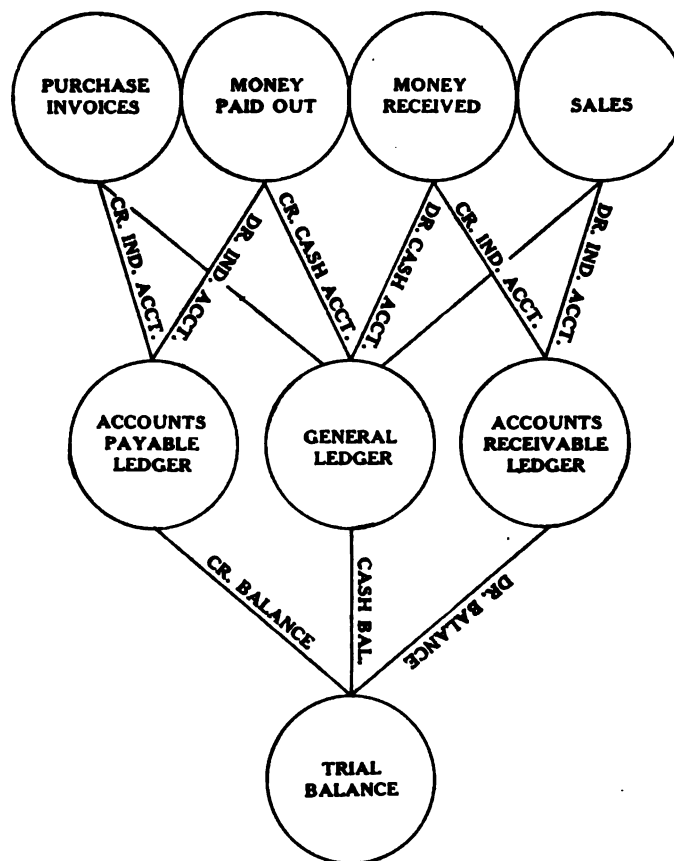 PURCHASE
INVOICES
MONEY
PAID OUT
MONEY
RECEIVED
SALES
CR. IND. ACCT.
DR. IND. ACCT.
CR. CASH ACCT.
DR. CASH ACCT.
CR. IND. ACCT.
DR. IND. ACCT.
ACCOUNTS
PAYABLE
LEDGER
GENERAL
LEDGER
ACCOUNTS
RECEIVABLE
LEDGER
CR. BALANCE
CASH BAL.
DR. BALANCE
TRIAL
BALANCE